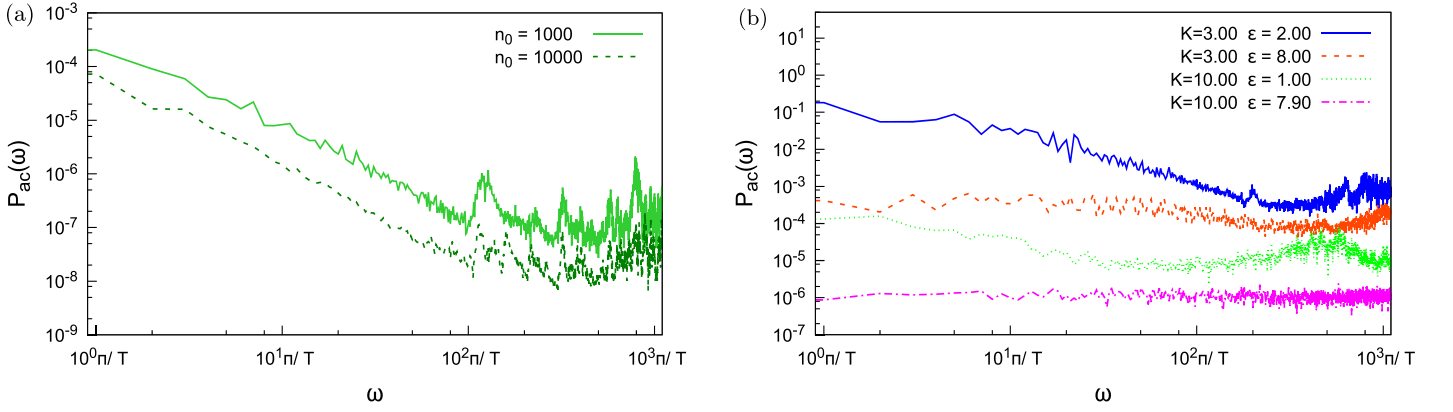 (a)
P_ac(ω)
10^-3
10^-4
10^-5
10^-6
10^-7
10^-8
10^-9
n_0 = 1000
n_0 = 10000
10^0π/ T
10^1π/ T
10^2π/ T
10^3π/ T
ω
(b)
P_ac(ω)
10^1
10^0
10^-1
10^-2
10^-3
10^-4
10^-5
10^-6
10^-7
K=3.00 ε = 2.00
K=3.00 ε = 8.00
K=10.00 ε = 1.00
K=10.00 ε = 7.90
10^0π/ T
10^1π/ T
10^2π/ T
10^3π/ T
ω